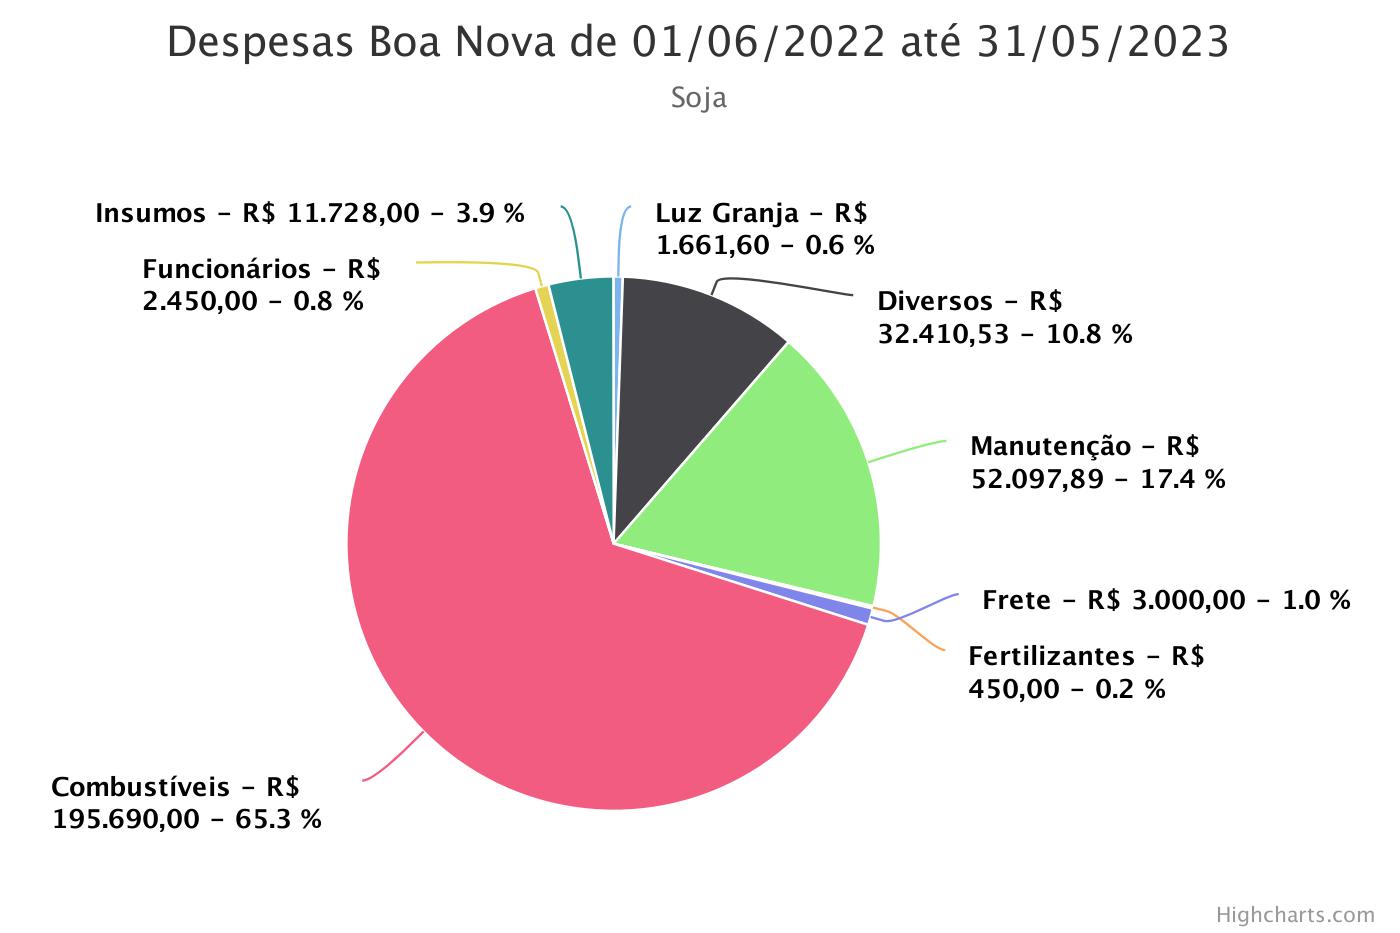 Despesas Boa Nova de 01/06/2022 até 31/05/2023
Soja
Insumos – R$ 11.728,00 – 3.9 %
Luz Granja – R$
1.661,60 – 0.6 %
Funcionários – R$
2.450,00 – 0.8 %
Diversos – R$
32.410,53 – 10.8 %
Manutenção – R$
52.097,89 – 17.4 %
Frete – R$ 3.000,00 – 1.0 %
Fertilizantes – R$
450,00 – 0.2 %
Combustíveis – R$
195.690,00 – 65.3 %
Highcharts.com